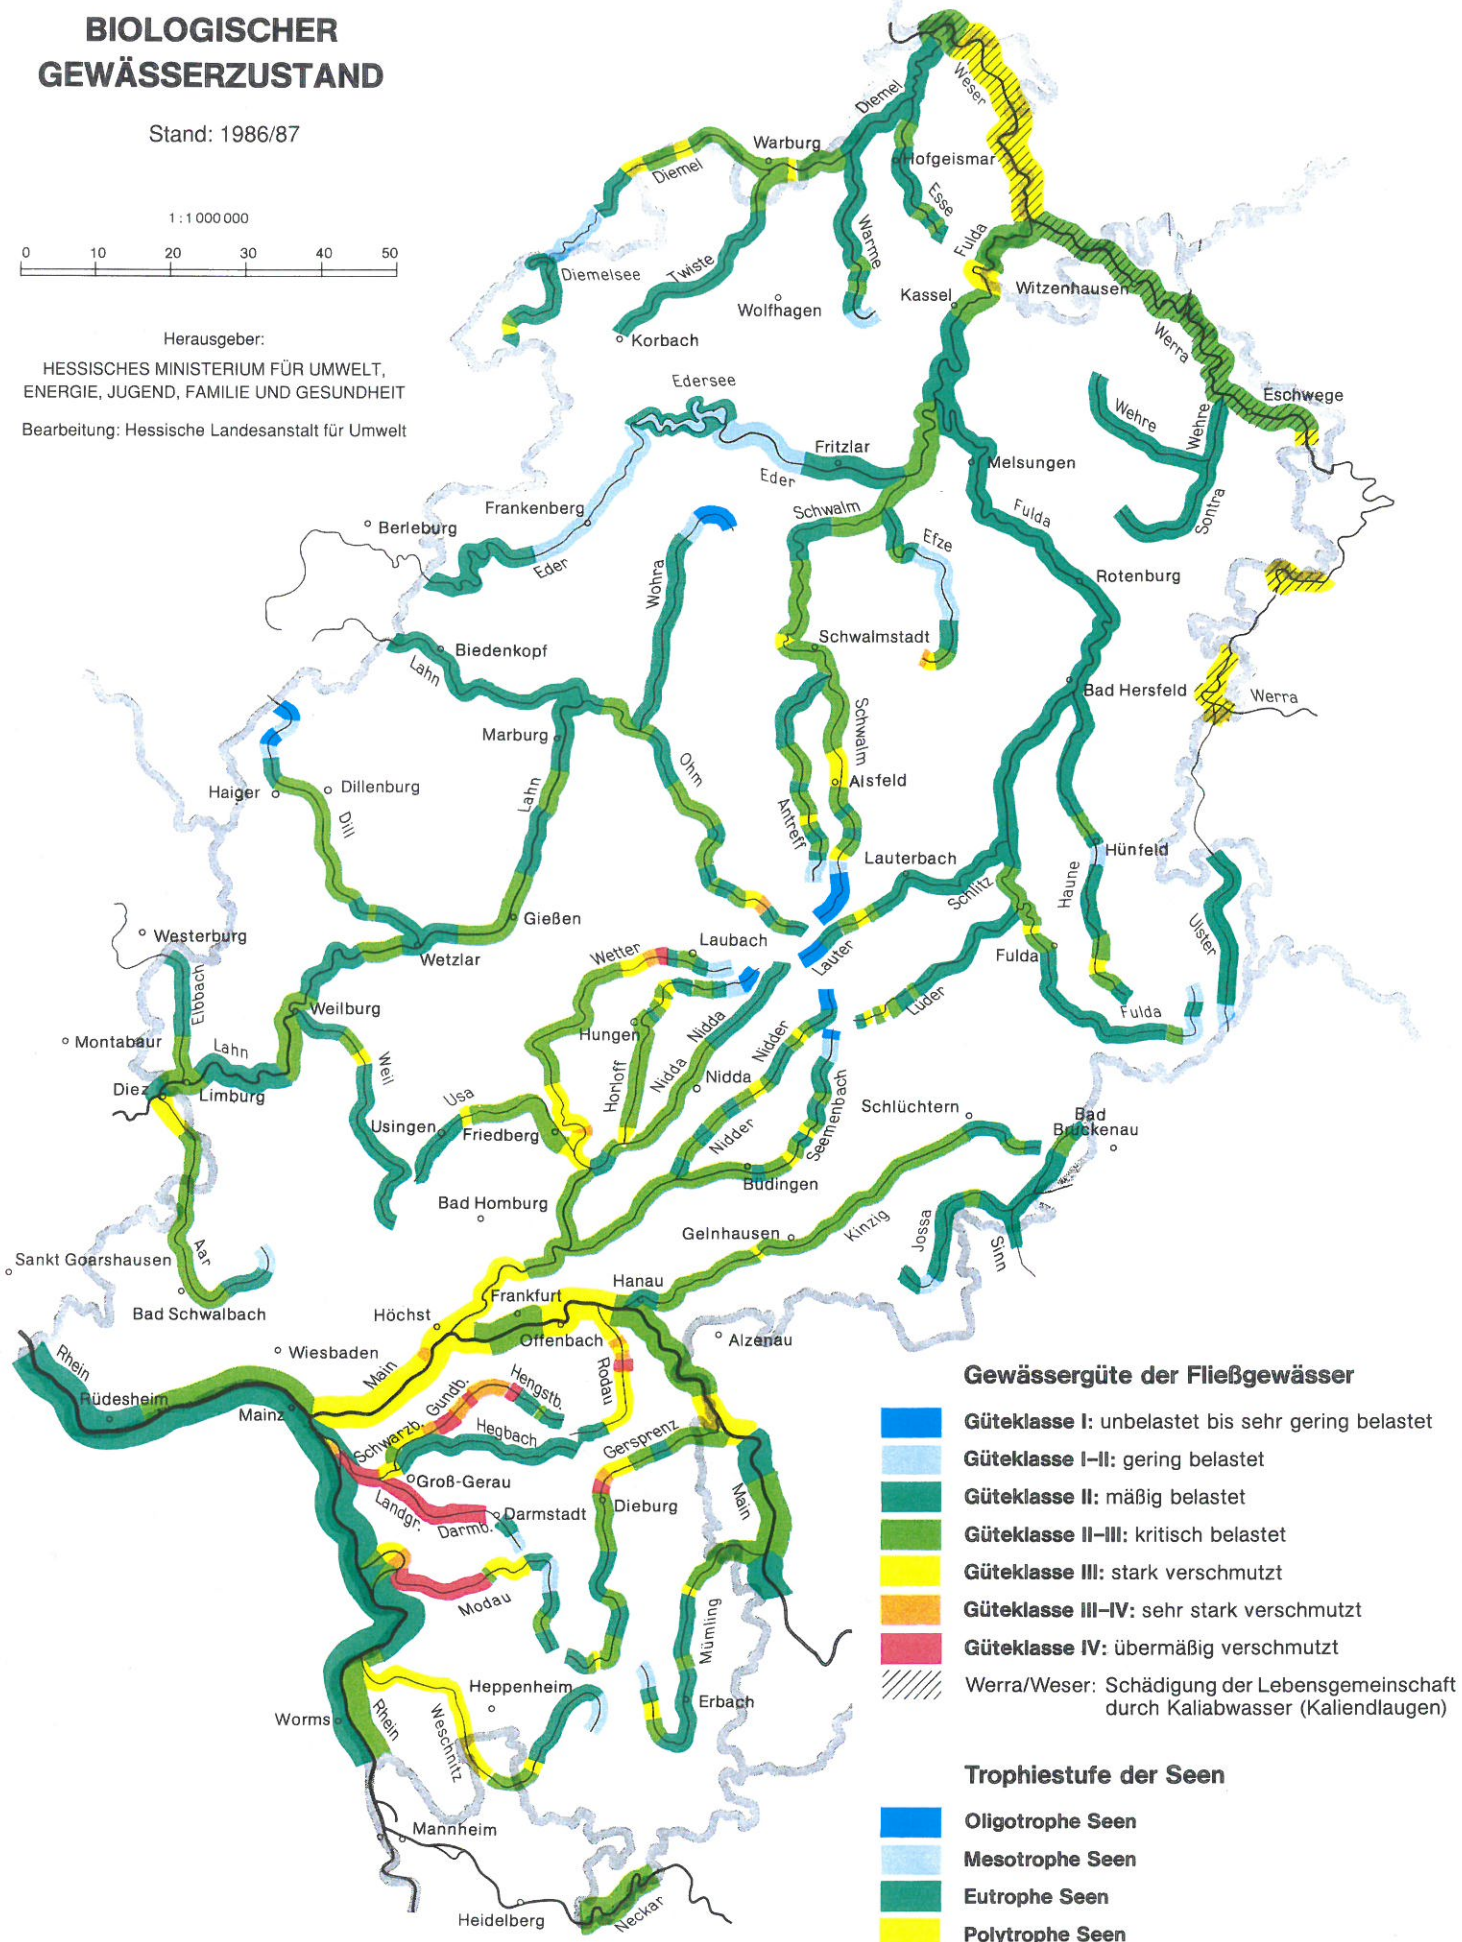 BIOLOGISCHER
GEWÄSSERZUSTAND
Stand: 1986/87
1:1 000 000
0 10 20 30 40 50
Herausgeber:
HESSISCHES MINISTERIUM FÜR UMWELT,
ENERGIE, JUGEND, FAMILIE UND GESUNDHEIT
Bearbeitung: Hessische Landesanstalt für Umwelt
Weser
Diemel
Warburg
Hofgeismar
Diemel
Esse
Warme
Fulda
Twiste
Diemelsee
Wolfhagen
Kassel
Witzenhausen
Korbach
Werra
Edersee
Eschwege
Wehre
Wehre
Fritzlar
Eder
Melsungen
Sontra
Frankenberg
Schwalm
Fulda
Berleburg
Efze
Eder
Wohra
Rotenburg
Schwalmstadt
Biedenkopf
Lahn
Bad Hersfeld
Werra
Schwalm
Marburg
Ohm
Alsfeld
Haiger
Dillenburg
Dill
Lahn
Antreff
Lauterbach
Hünfeld
Haune
Schlitz
Gießen
Ulster
Westerburg
Wetzlar
Wetter
Laubach
Lauter
Fulda
Elbbach
Weilburg
Luder
Fulda
Hungen
Nidda
Nidder
Montabaur
Lahn
Weil
Horloff
Nidda
Nidda
Diez
Limburg
Usa
Seemenbach
Schlüchtern
Bad
Brückenau
Usingen
Friedberg
Nidder
Büdingen
Bad Homburg
Gelnhausen
Kinzig
Jossa
Sinn
Aar
Sankt Goarshausen
Bad Schwalbach
Hanau
Frankfurt
Höchst
Offenbach
Alzenau
Wiesbaden
Rhein
Main
Rodau
Rüdesheim
Mainz
Hengstb.
Gundb.
Schwarzb.
Hegbach
Gersprenz
Groß-Gerau
Landgr.
Darmb.
Darmstadt
Dieburg
Main
Modau
Mümling
Heppenheim
Erbach
Worms
Rhein
Weschnitz
Mannheim
Heidelberg
Neckar
Gewässergüte der Fließgewässer
Güteklasse I: unbelastet bis sehr gering belastet
Güteklasse I–II: gering belastet
Güteklasse II: mäßig belastet
Güteklasse II–III: kritisch belastet
Güteklasse III: stark verschmutzt
Güteklasse III–IV: sehr stark verschmutzt
Güteklasse IV: übermäßig verschmutzt
Werra/Weser: Schädigung der Lebensgemeinschaft
durch Kaliabwasser (Kaliendlaugen)
Trophiestufe der Seen
Oligotrophe Seen
Mesotrophe Seen
Eutrophe Seen
Polytrophe Seen